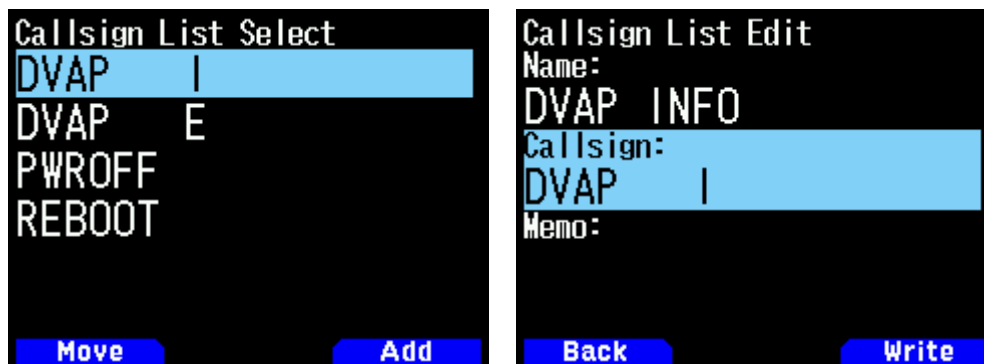 Callsign List Select
DVAP    I
DVAP    E
PWROFF
REBOOT
Move Add
Callsign List Edit
Name:
DVAP INFO
Callsign:
DVAP    I
Memo:
Back Write